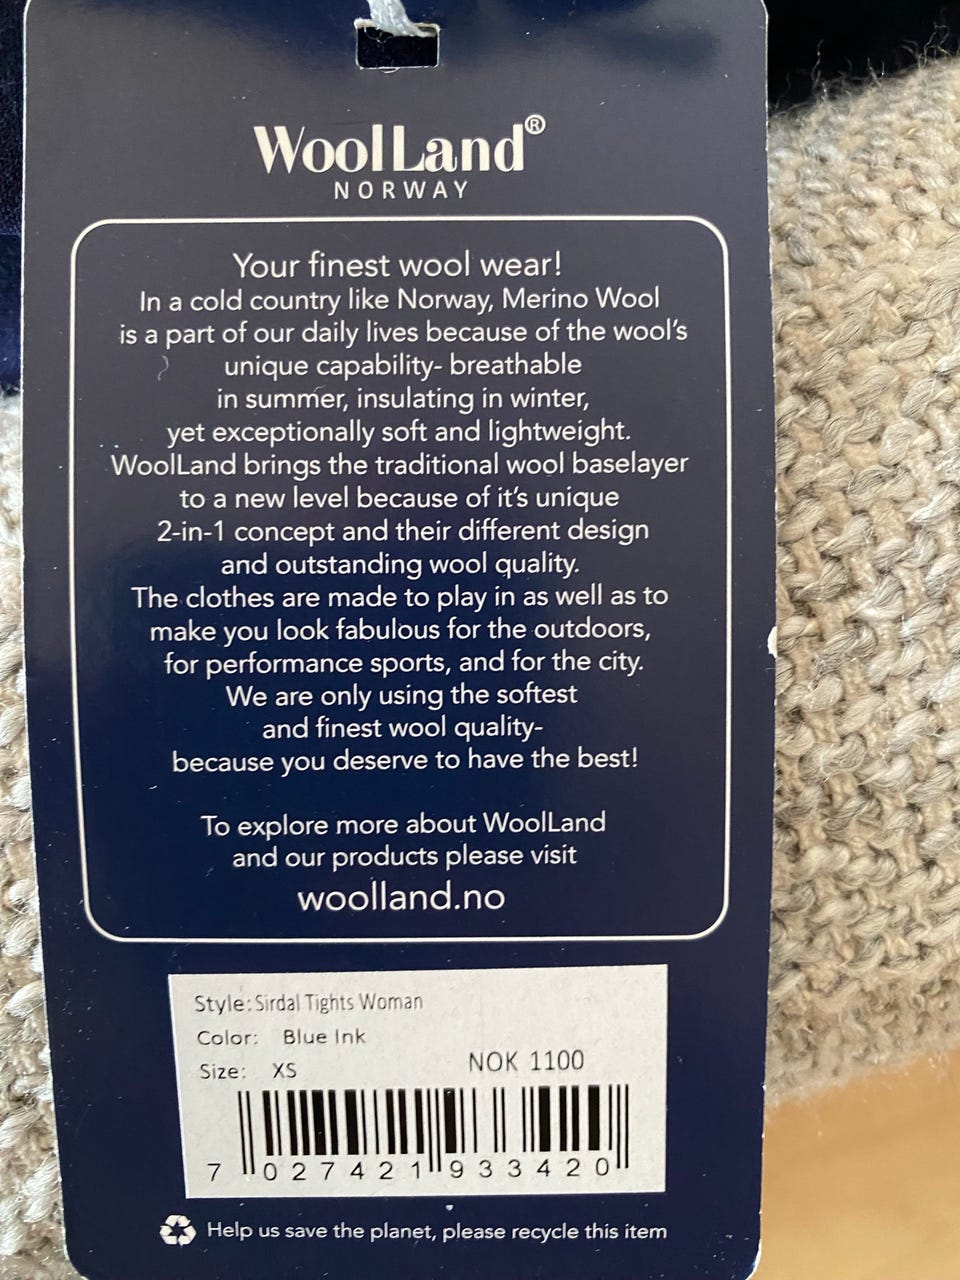 WoolLand®
NORWAY
Your finest wool wear!
In a cold country like Norway, Merino Wool
is a part of our daily lives because of the wool's
unique capability- breathable
in summer, insulating in winter,
yet exceptionally soft and lightweight.
WoolLand brings the traditional wool baselayer
to a new level because of it's unique
2-in-1 concept and their different design
and outstanding wool quality.
The clothes are made to play in as well as to
make you look fabulous for the outdoors,
for performance sports, and for the city.
We are only using the softest
and finest wool quality-
because you deserve to have the best!
To explore more about WoolLand
and our products please visit
woolland.no
Style: Sirdal Tights Woman
Color: Blue Ink
Size: XS NOK 1100
7 027421 933420
Help us save the planet, please recycle this item